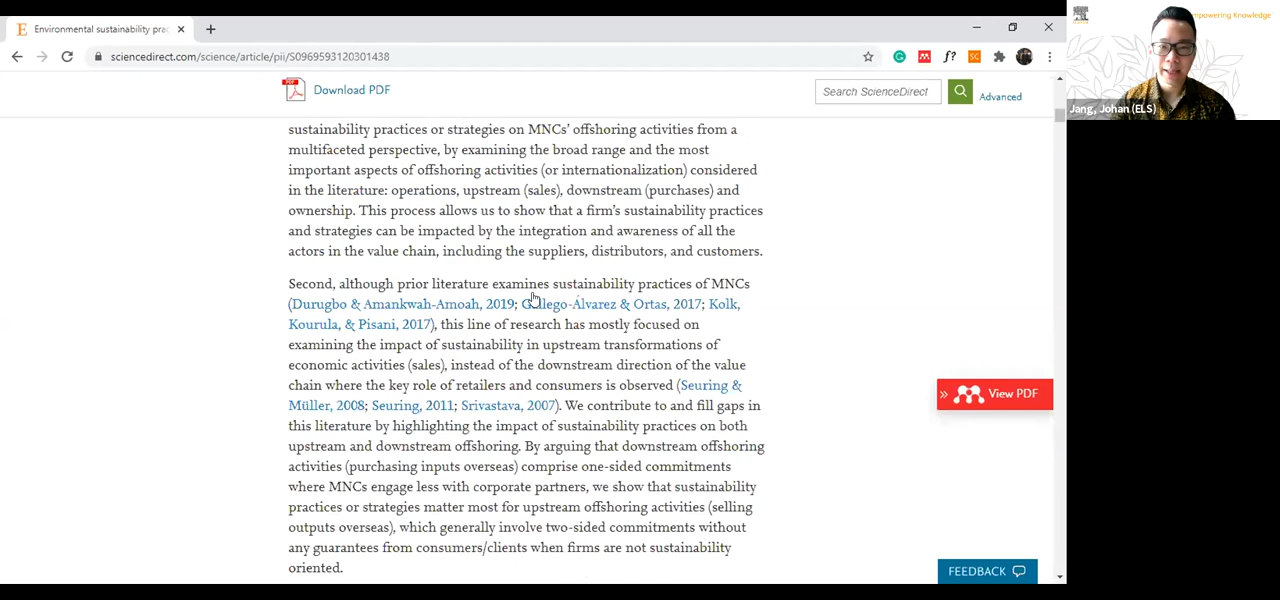 Environmental sustainability prac
sciencedirect.com/science/article/pii/S0969593120301438
Download PDF
Search ScienceDirect
Advanced
sustainability practices or strategies on MNCs' offshoring activities from a
multifaceted perspective, by examining the broad range and the most
important aspects of offshoring activities (or internationalization) considered
in the literature: operations, upstream (sales), downstream (purchases) and
ownership. This process allows us to show that a firm's sustainability practices
and strategies can be impacted by the integration and awareness of all the
actors in the value chain, including the suppliers, distributors, and customers.
Second, although prior literature examines sustainability practices of MNCs
(Durugbo & Amankwah-Amoah, 2019; Gallego-Álvarez & Ortas, 2017; Kolk,
Kourula, & Pisani, 2017), this line of research has mostly focused on
examining the impact of sustainability in upstream transformations of
economic activities (sales), instead of the downstream direction of the value
chain where the key role of retailers and consumers is observed (Seuring &
Müller, 2008; Seuring, 2011; Srivastava, 2007). We contribute to and fill gaps in
this literature by highlighting the impact of sustainability practices on both
upstream and downstream offshoring. By arguing that downstream offshoring
activities (purchasing inputs overseas) comprise one-sided commitments
where MNCs engage less with corporate partners, we show that sustainability
practices or strategies matter most for upstream offshoring activities (selling
outputs overseas), which generally involve two-sided commitments without
any guarantees from consumers/clients when firms are not sustainability
oriented.
View PDF
FEEDBACK
mpowering Knowledge
Jang, Johan (ELS)